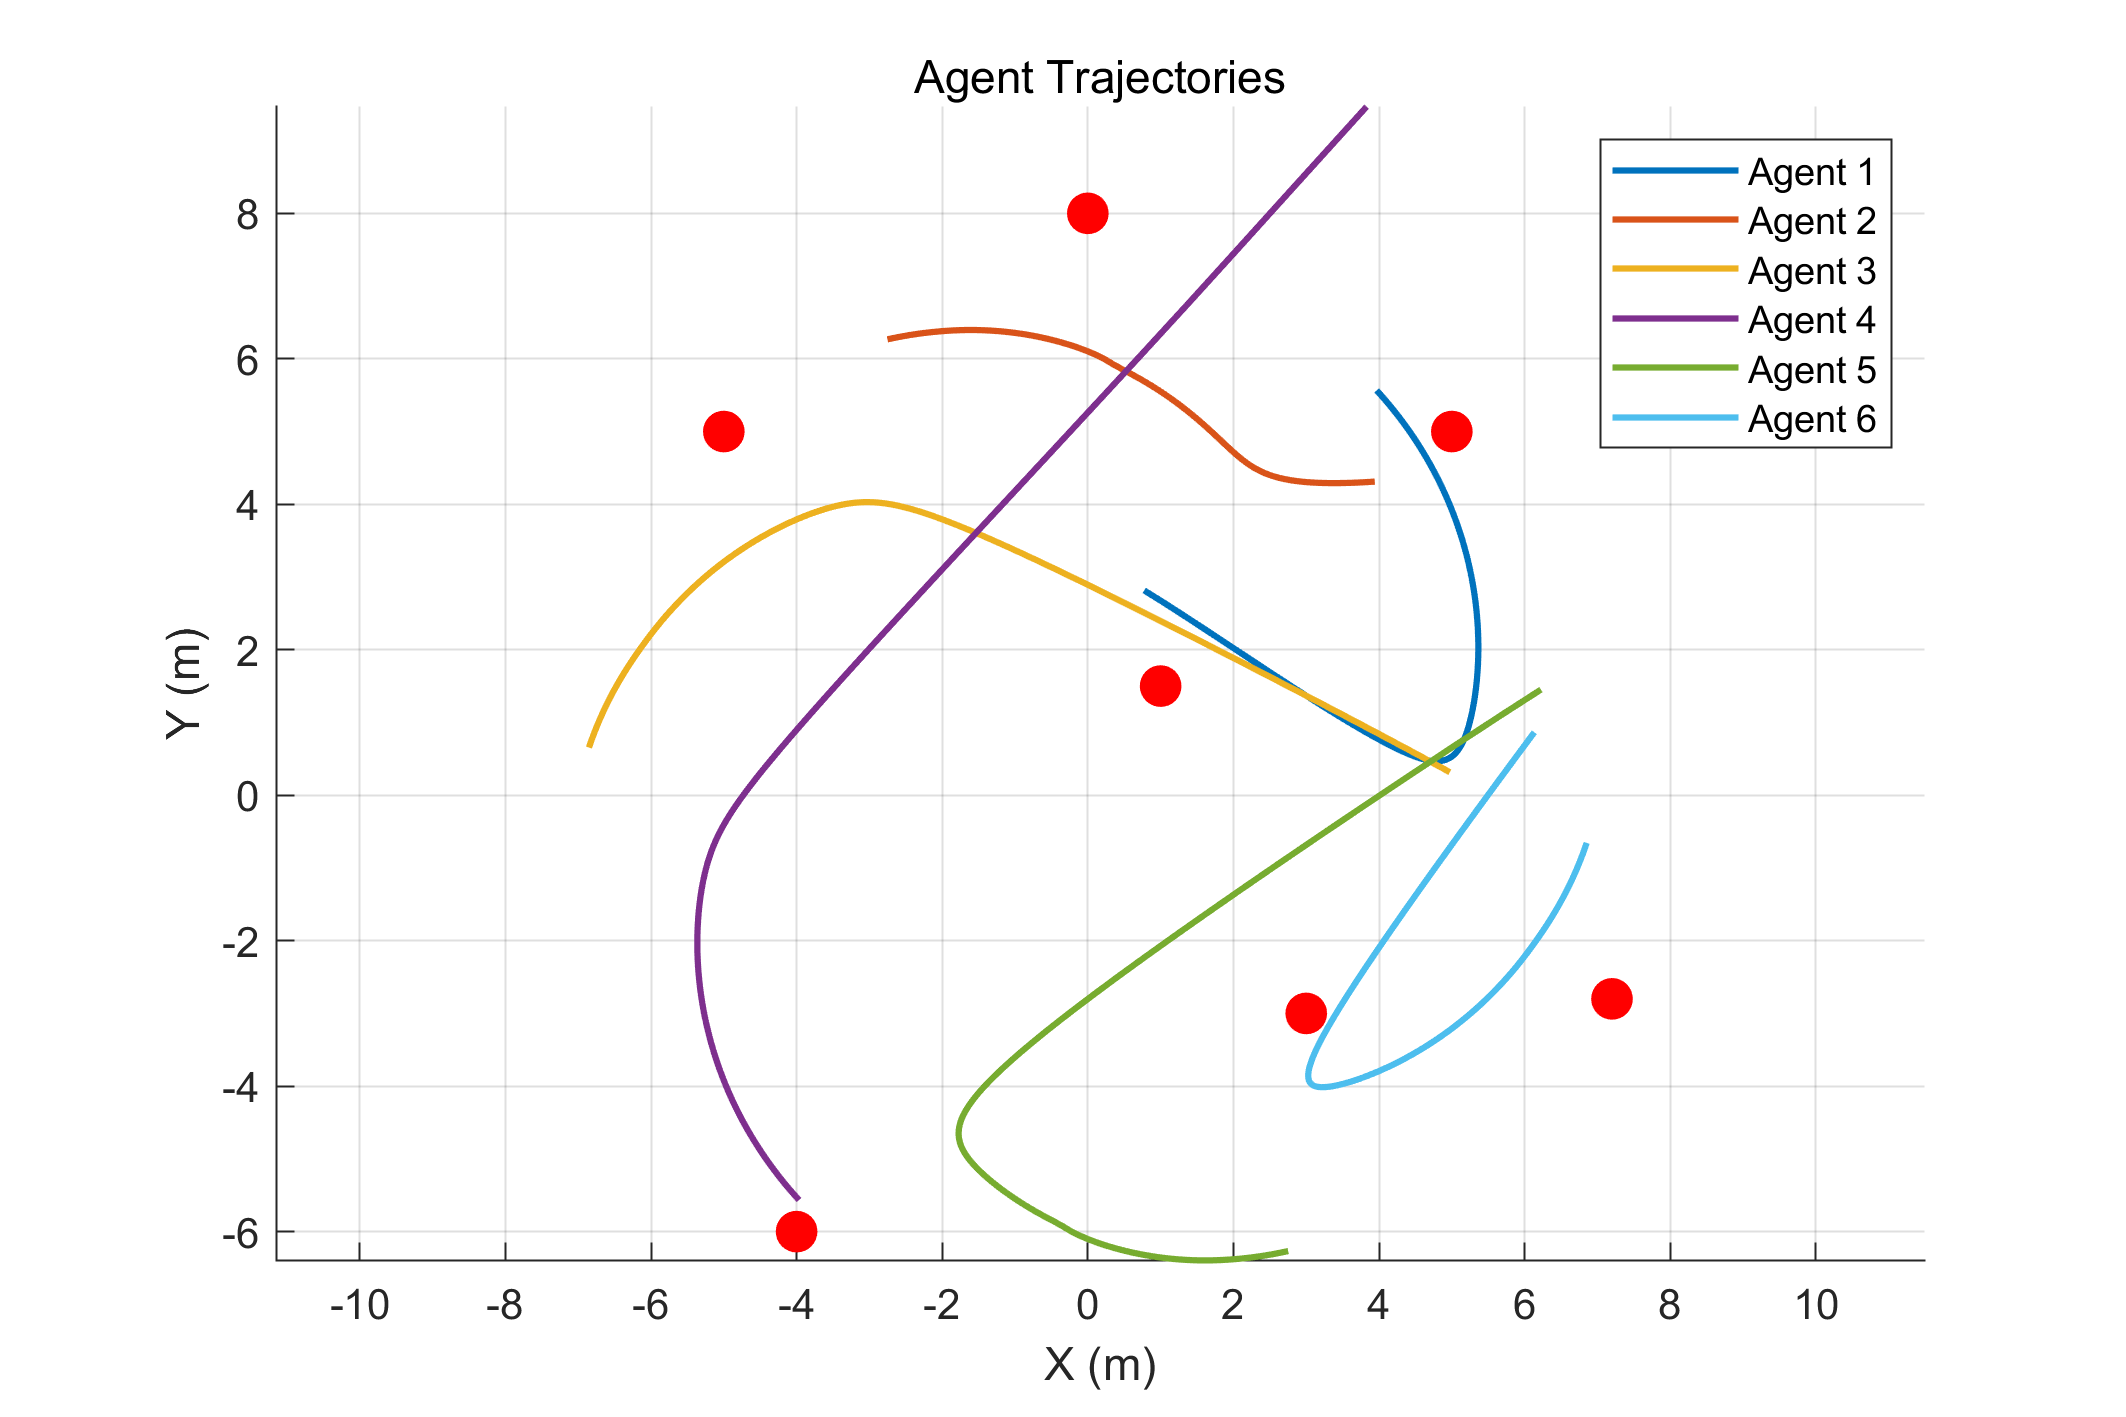 Agent Trajectories
Agent 1
Agent 2
Agent 3
Agent 4
Agent 5
Agent 6
8
6
4
2
0
-2
-4
-6
Y (m)
-10 -8 -6 -4 -2 0 2 4 6 8 10
X (m)